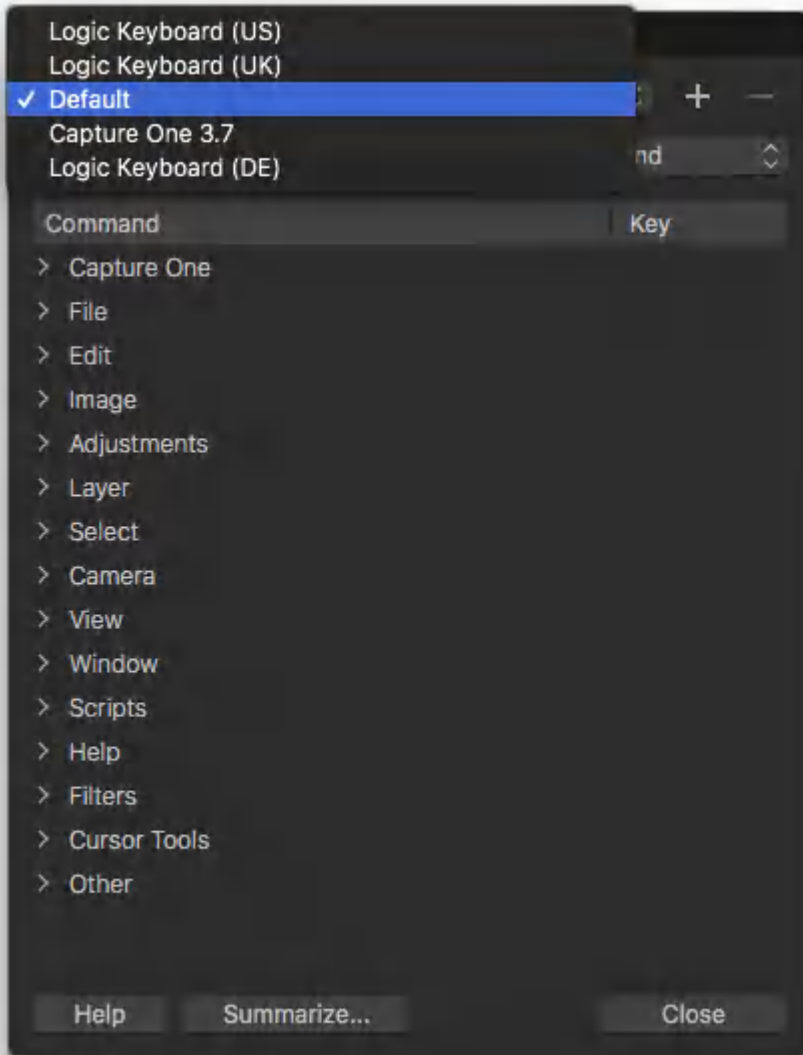 Logic Keyboard (US)
Logic Keyboard (UK)
✓ Default
Capture One 3.7
Logic Keyboard (DE)
nd
Command Key
> Capture One
> File
> Edit
> Image
> Adjustments
> Layer
> Select
> Camera
> View
> Window
> Scripts
> Help
> Filters
> Cursor Tools
> Other
Help Summarize... Close